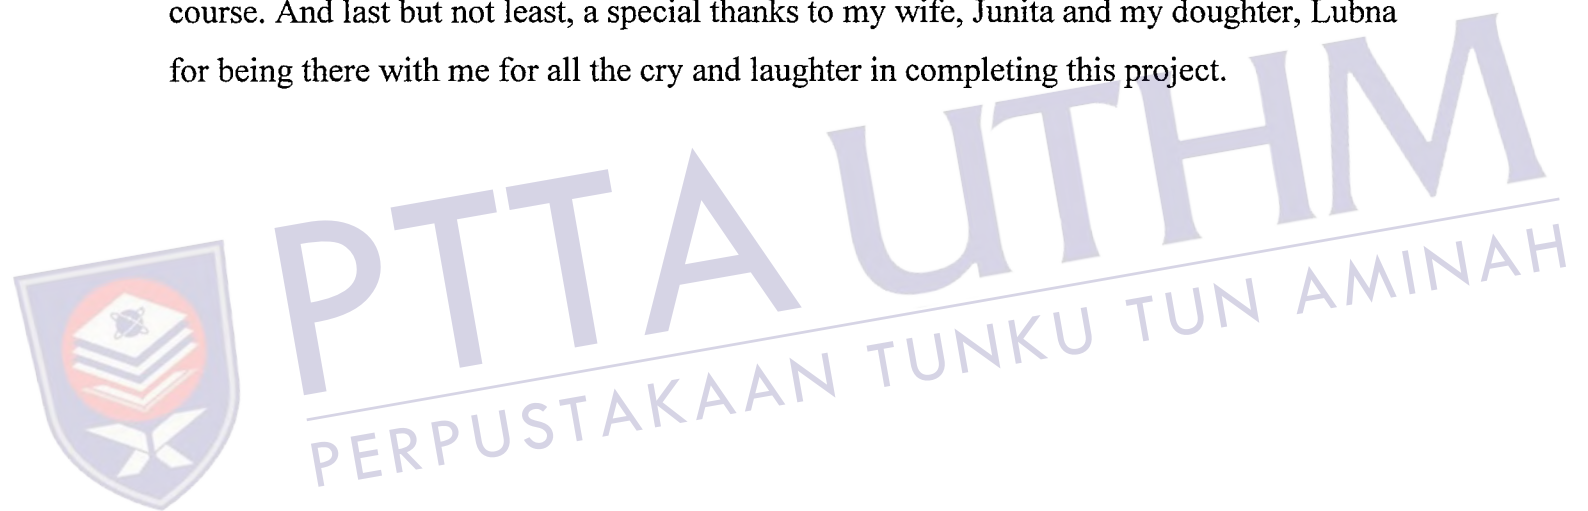 course. And last but not least, a special thanks to my wife, Junita and my doughter, Lubna
for being there with me for all the cry and laughter in completing this project.
PTTA UTHM
PERPUSTAKAAN TUNKU TUN AMINAH